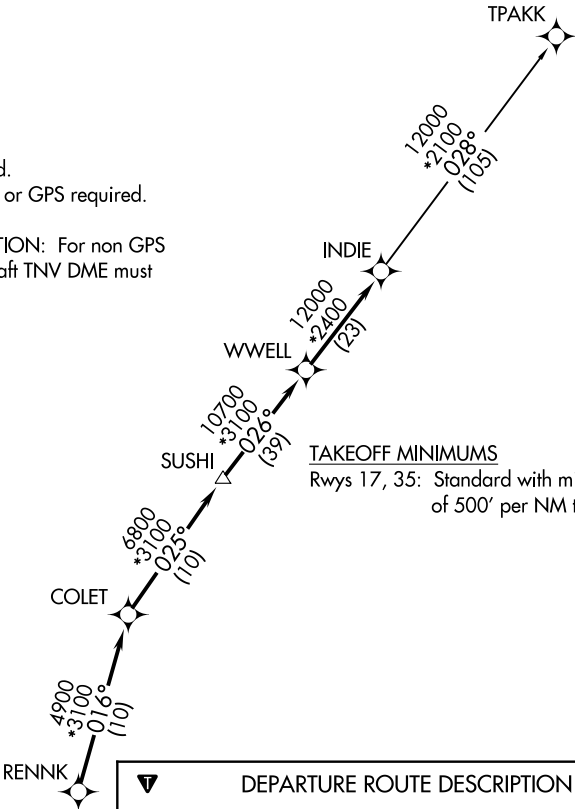 TPAKK
12000
*2100
028°
(105)
d.
or GPS required.
TION: For non GPS
aft TNV DME must
INDIE
12000
*2400
(23)
WWELL
10700
*3100
026°
(39)
SUSHI
TAKEOFF MINIMUMS
Rwys 17, 35: Standard with m
of 500' per NM t
6800
*3100
025°
(10)
COLET
4900
*3100
016°
(10)
RENNK
T
DEPARTURE ROUTE DESCRIPTION